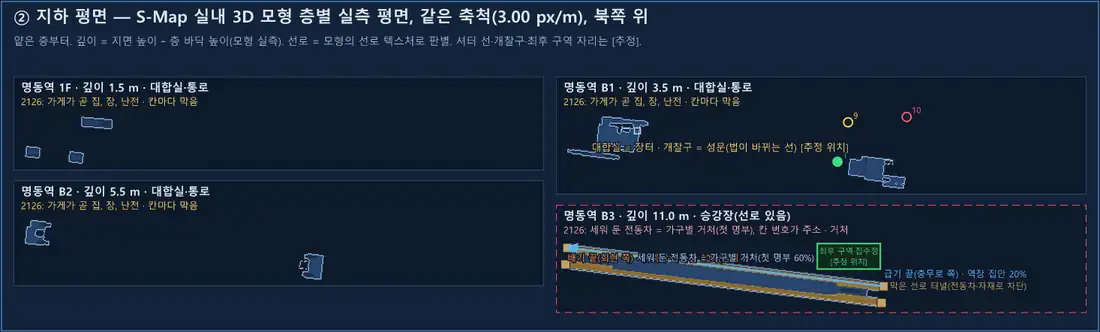 ② 지하 평면 — S-Map 실내 3D 모형 층별 실측 평면, 같은 축척(3.00 px/m), 북쪽 위
얕은 층부터. 깊이 = 지면 높이 − 층 바닥 높이(모형 실측). 선로 = 모형의 선로 텍스처로 판별. 셔터 선·개찰구·최후 구역 자리는 [추정].
명동역 1F · 깊이 1.5 m · 대합실·통로
2126: 가게가 곧 집, 장, 난전 · 칸마다 막음
명동역 B1 · 깊이 3.5 m · 대합실·통로
2126: 가게가 곧 집, 장, 난전 · 칸마다 막음
9
10
대합실 = 장터 · 개찰구 = 성문(법이 바뀌는 선) [추정 위치]
명동역 B2 · 깊이 5.5 m · 대합실·통로
2126: 가게가 곧 집, 장, 난전 · 칸마다 막음
명동역 B3 · 깊이 11.0 m · 승강장(선로 있음)
2126: 세워 둔 전동차 = 가구별 거처(첫 명부), 칸 번호가 주소 · 거처
배기 끝(회현 쪽)
세워 둔 전동차 = 가구별 거처(첫 명부 60%)
최후 구역·집수정
[추정 위치]
급기 끝(충무로 쪽) · 역장 집안 20%
막은 선로 터널(전동차·자재로 차단)